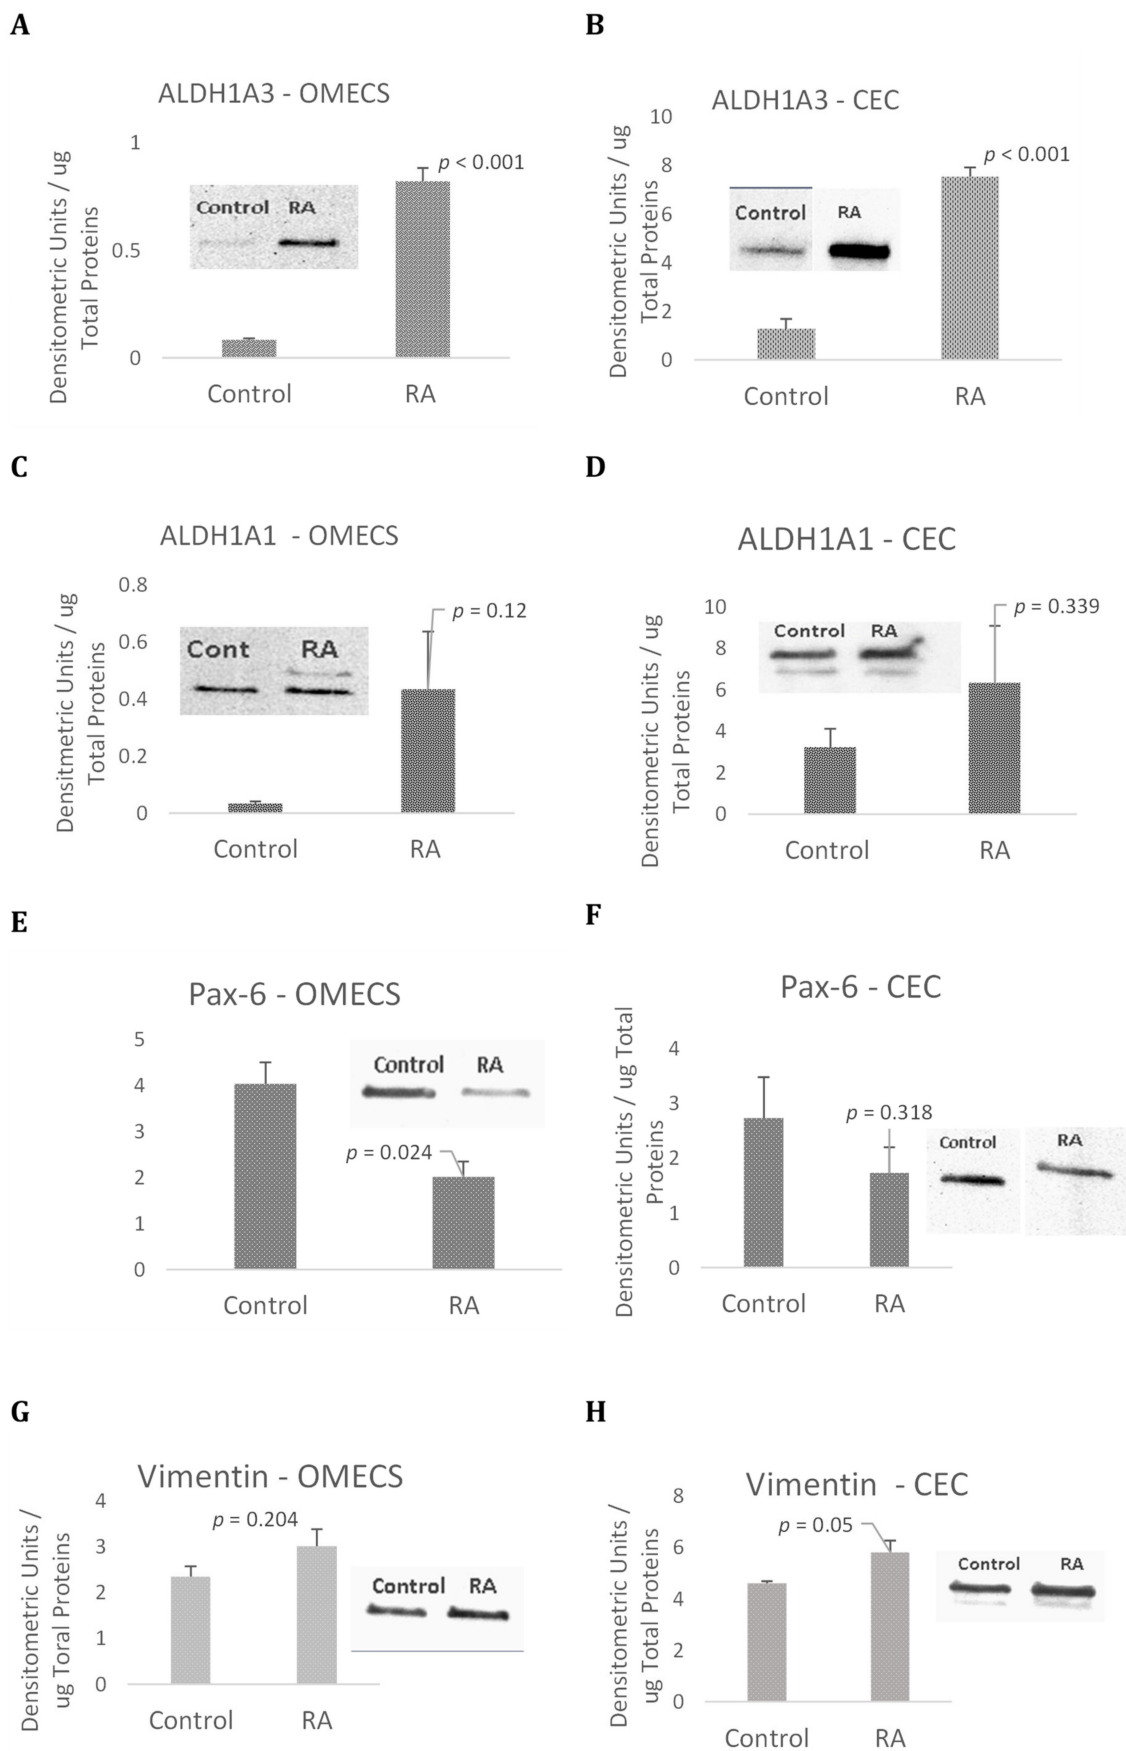 A
ALDH1A3 - OMECS
Densitometric Units / ug
Total Proteins
1
0.5
0
Control RA
p < 0.001
Control
RA
B
ALDH1A3 - CEC
Densitometric Units / ug
Total Proteins
10
8
6
4
2
0
Control RA
p < 0.001
Control
RA
C
ALDH1A1 - OMECS
Densitmetric Units / ug
Total Proteins
0.8
0.6
0.4
0.2
0
Cont RA
p = 0.12
Control
RA
D
ALDH1A1 - CEC
Densitometric Units / ug
Total Proteins
10
8
6
4
2
0
Control RA
p = 0.339
Control
RA
E
Pax-6 - OMECS
5
4
3
2
1
0
Control RA
p = 0.024
Control
RA
F
Pax-6 - CEC
Densitometric Units / ug Total
Proteins
4
3
2
1
0
p = 0.318
Control RA
Control
RA
G
Vimentin - OMECS
Densitometric Units /
ug Toral Proteins
4
3
2
1
0
p = 0.204
Control RA
Control
RA
H
Vimentin - CEC
Densitometric Units /
ug Total Proteins
8
6
4
2
0
p = 0.05
Control RA
Control
RA